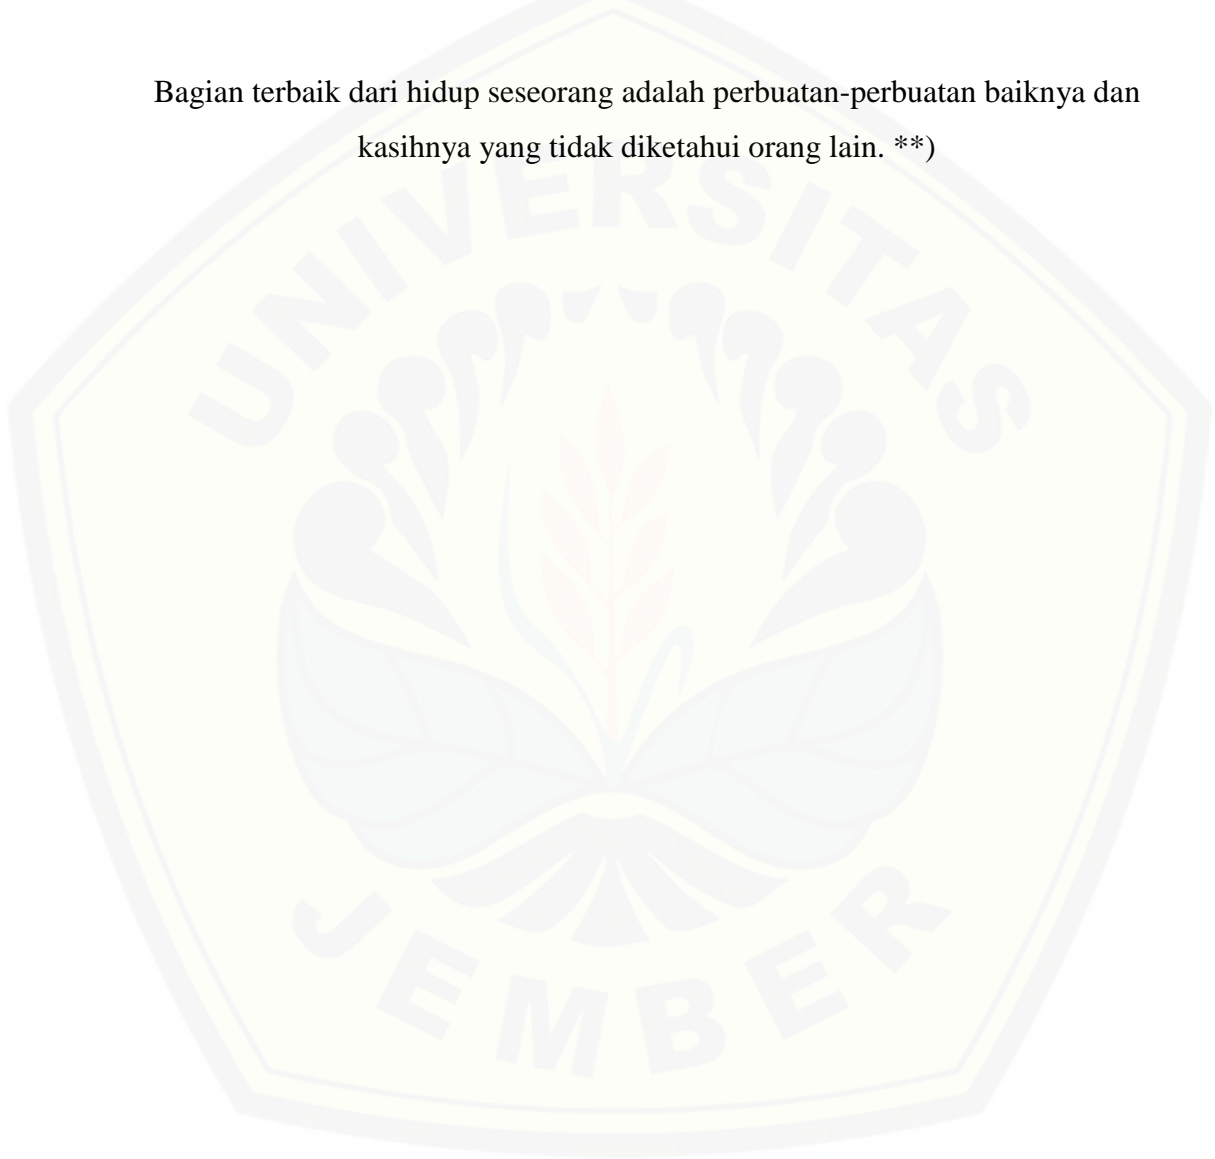 Bagian terbaik dari hidup seseorang adalah perbuatan-perbuatan baiknya dan
kasihnya yang tidak diketahui orang lain. **)
UNIVERSITAS
JEMBER